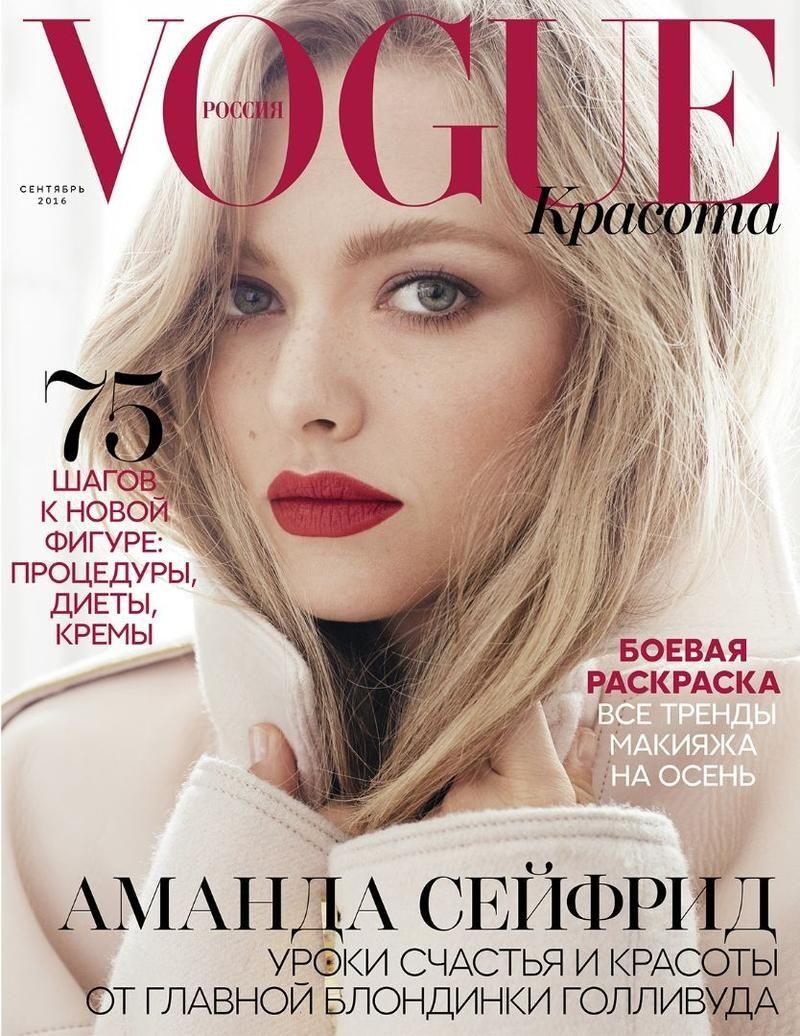 VOGUE
РОССИЯ
СЕНТЯБРЬ
2016
Красота
75
ШАГОВ
К НОВОЙ
ФИГУРЕ:
ПРОЦЕДУРЫ,
ДИЕТЫ,
КРЕМЫ
БОЕВАЯ
РАСКРАСКА
ВСЕ ТРЕНДЫ
МАКИЯЖА
НА ОСЕНЬ
АМАНДА СЕЙФРИД
УРОКИ СЧАСТЬЯ И КРАСОТЫ
ОТ ГЛАВНОЙ БЛОНДИНКИ ГОЛЛИВУДА